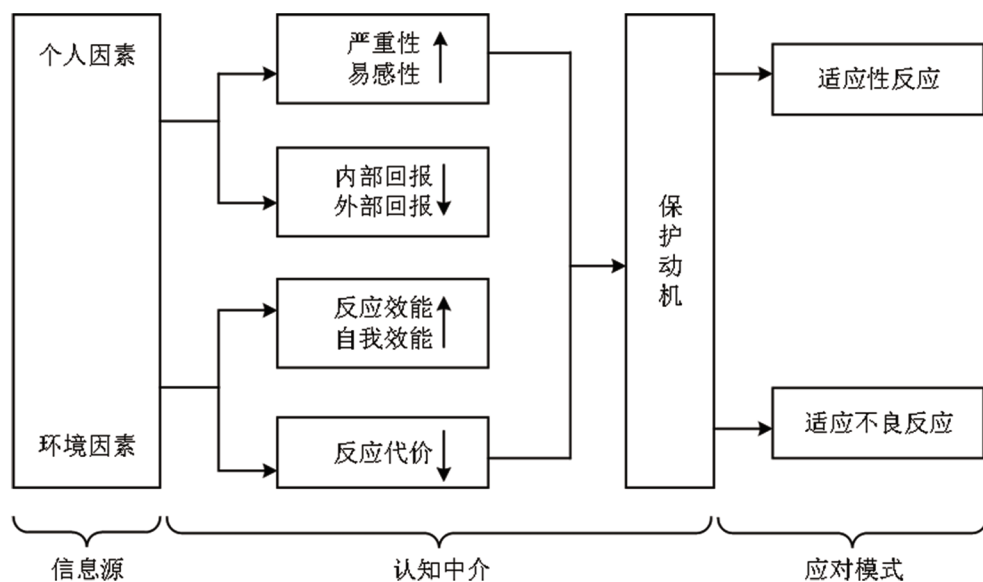 个人因素
环境因素
严重性
易感性
内部回报
外部回报
反应效能
自我效能
反应代价
保护动机
适应性反应
适应不良反应
信息源
认知中介
应对模式